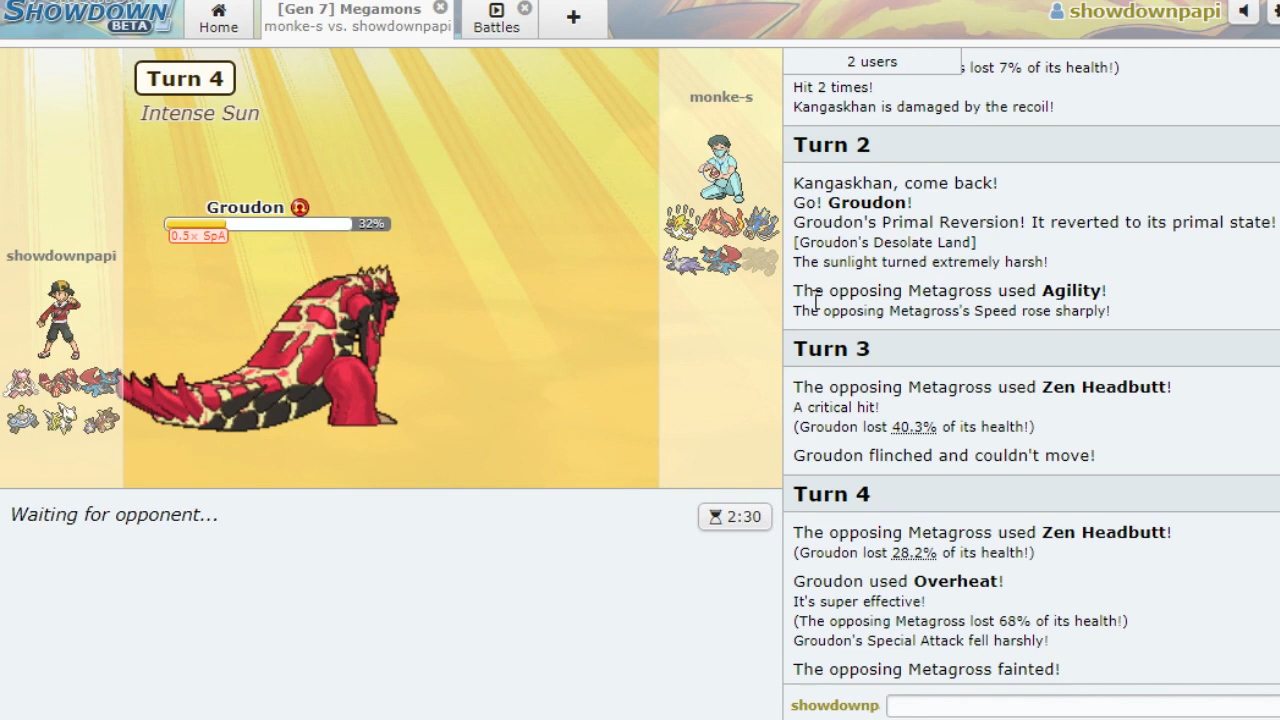 SHOWDOWN
BETA
Home
[Gen 7] Megamons
monke-s vs. showdownpapi
Battles
+
showdownpapi
Turn 4
Intense Sun
Groudon
32%
0.5× SpA
showdownpapi
monke-s
Waiting for opponent...
2:30
2 users
s lost 7% of its health!)
Hit 2 times!
Kangaskhan is damaged by the recoil!
Turn 2
Kangaskhan, come back!
Go! Groudon!
Groudon's Primal Reversion! It reverted to its primal state!
[Groudon's Desolate Land]
The sunlight turned extremely harsh!
The opposing Metagross used Agility!
The opposing Metagross's Speed rose sharply!
Turn 3
The opposing Metagross used Zen Headbutt!
A critical hit!
(Groudon lost 40.3% of its health!)
Groudon flinched and couldn't move!
Turn 4
The opposing Metagross used Zen Headbutt!
(Groudon lost 28.2% of its health!)
Groudon used Overheat!
It's super effective!
(The opposing Metagross lost 68% of its health!)
Groudon's Special Attack fell harshly!
The opposing Metagross fainted!
showdownp